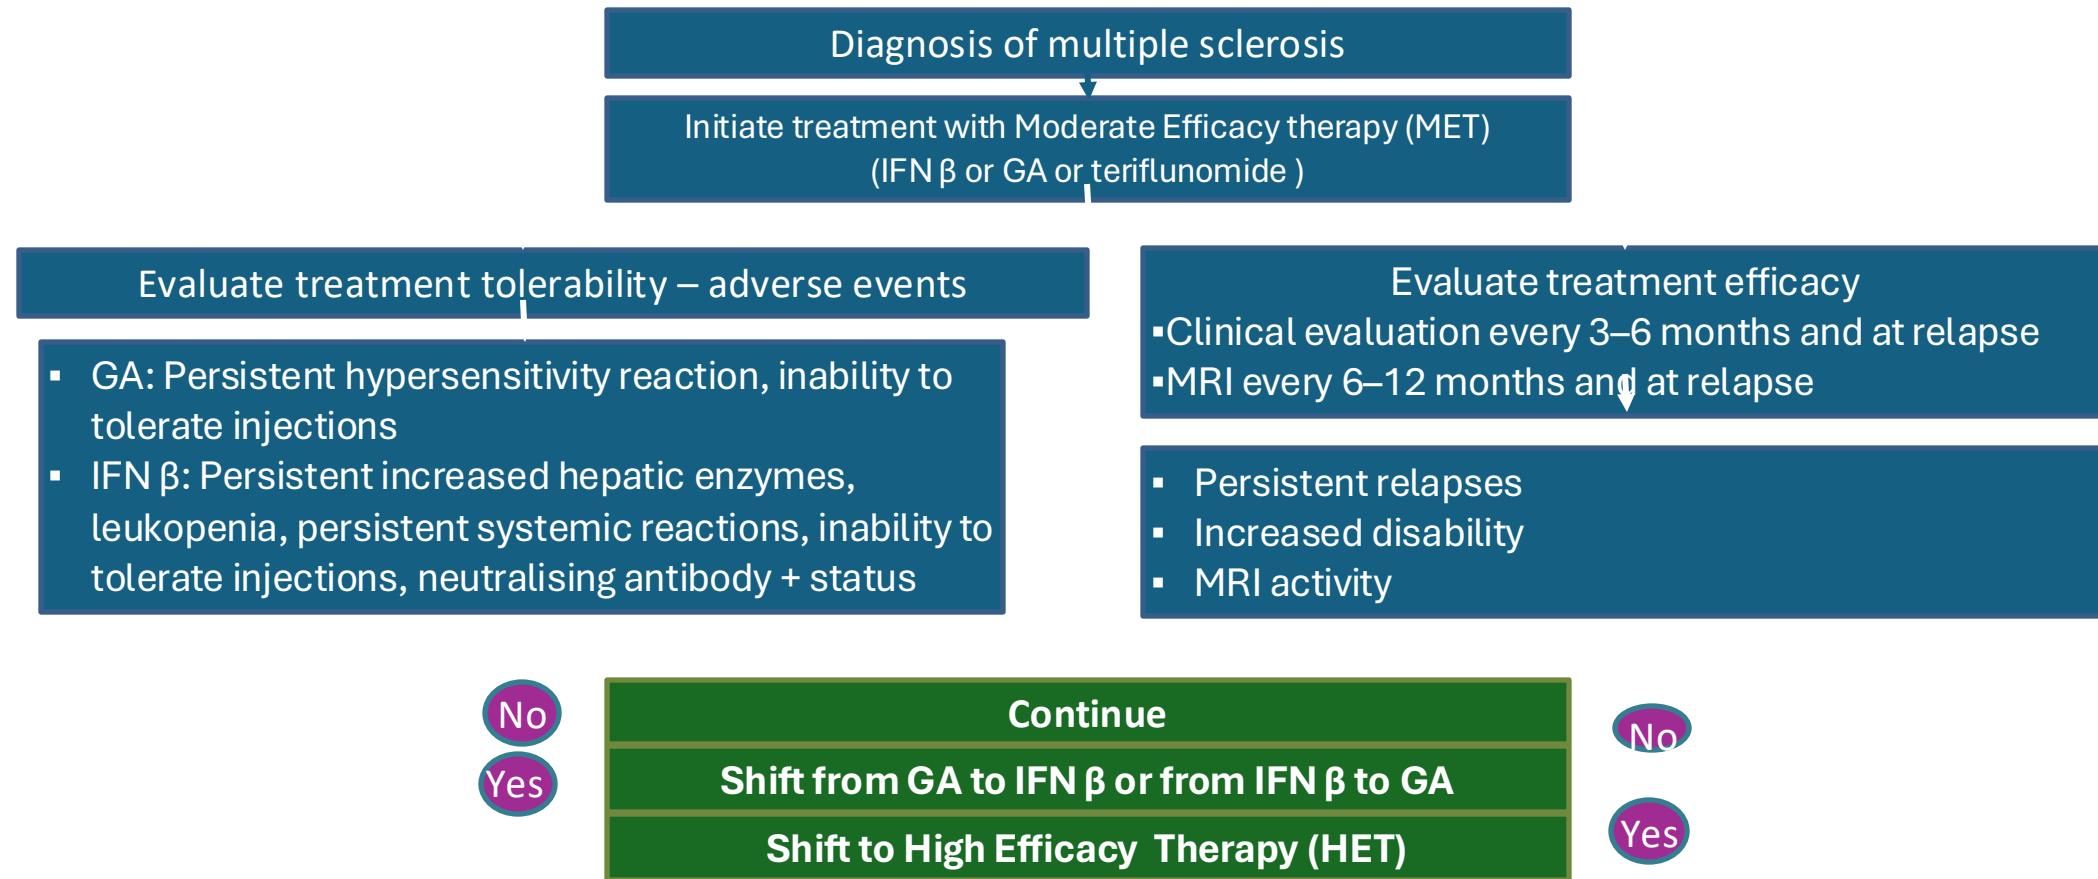 Diagnosis of multiple sclerosis
Initiate treatment with Moderate Efficacy therapy (MET)
(IFN β or GA or teriflunomide )
Evaluate treatment tolerability – adverse events
▪ GA: Persistent hypersensitivity reaction, inability to
tolerate injections
▪ IFN β: Persistent increased hepatic enzymes,
leukopenia, persistent systemic reactions, inability to
tolerate injections, neutralising antibody + status
Evaluate treatment efficacy
▪Clinical evaluation every 3–6 months and at relapse
▪MRI every 6–12 months and at relapse
▪ Persistent relapses
▪ Increased disability
▪ MRI activity
No
Continue
No
Yes
Shift from GA to IFN β or from IFN β to GA
Shift to High Efficacy Therapy (HET)
Yes